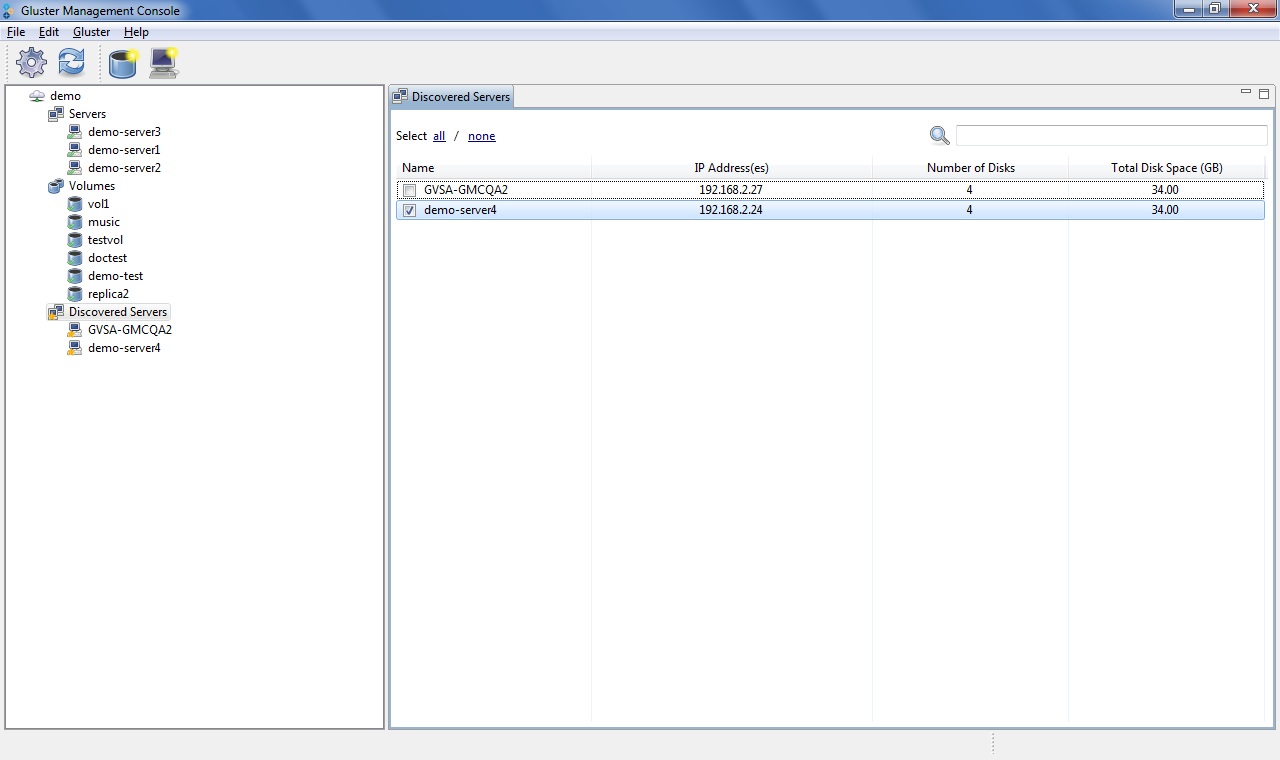 Gluster Management Console
File Edit Gluster Help
demo
Servers
demo-server3
demo-server1
demo-server2
Volumes
vol1
music
testvol
doctest
demo-test
replica2
Discovered Servers
GVSA-GMCQA2
demo-server4
Discovered Servers
Select all / none
Name IP Address(es) Number of Disks Total Disk Space (GB)
GVSA-GMCQA2 192.168.2.27 4 34.00
demo-server4 192.168.2.24 4 34.00